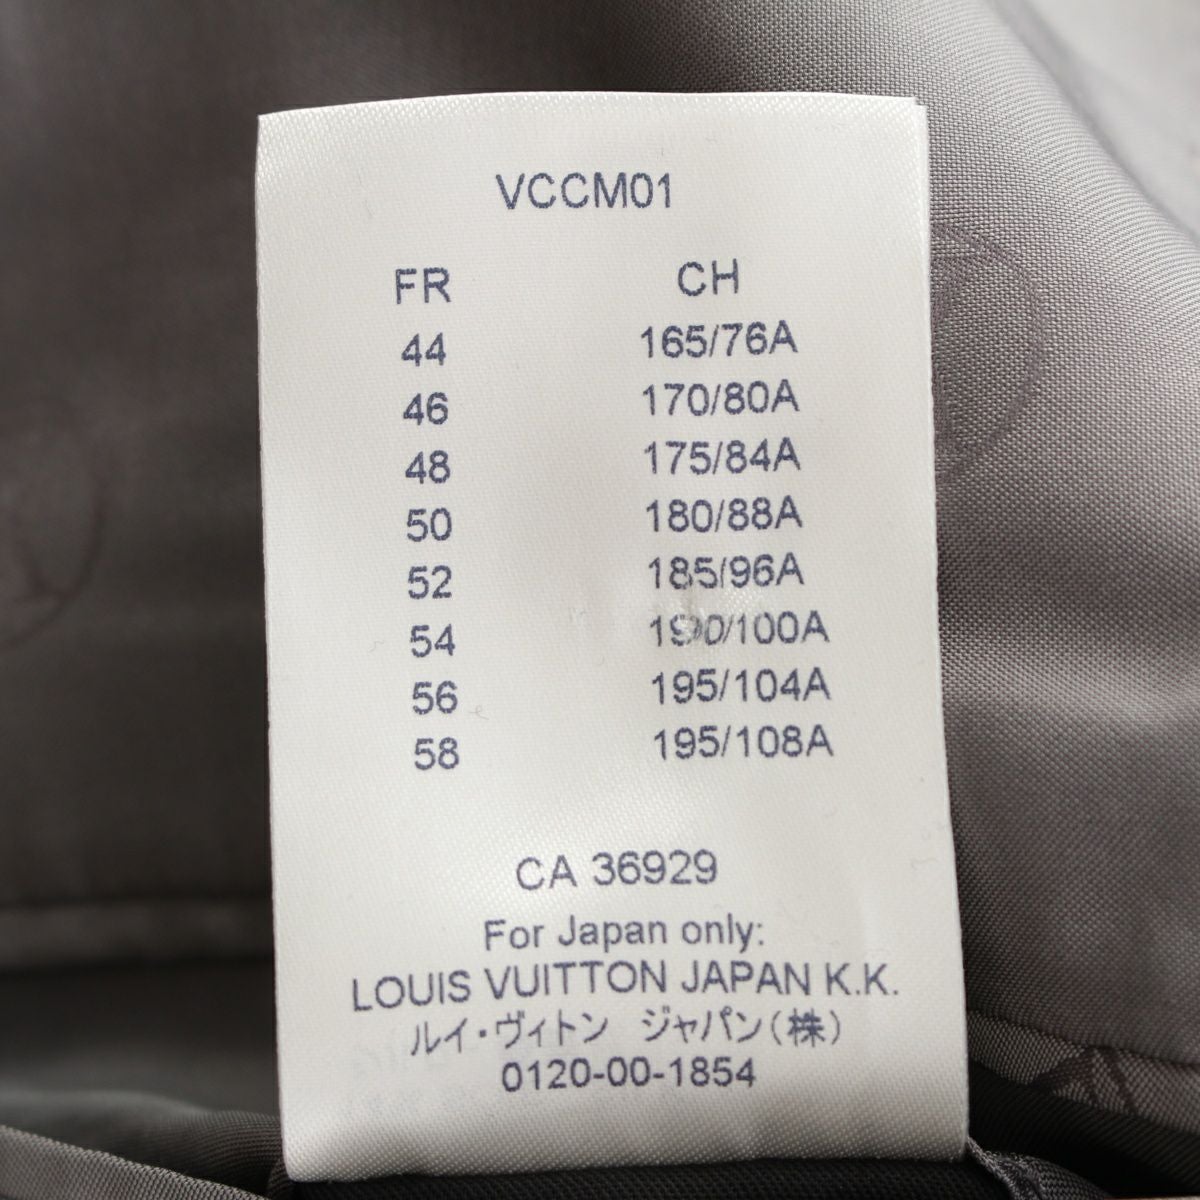 VCCM01
FR CH
44 165/76A
46 170/80A
48 175/84A
50 180/88A
52 185/96A
54 190/100A
56 195/104A
58 195/108A
CA 36929
For Japan only:
LOUIS VUITTON JAPAN K.K.
ルイ・ヴィトン ジャパン(株)
0120-00-1854